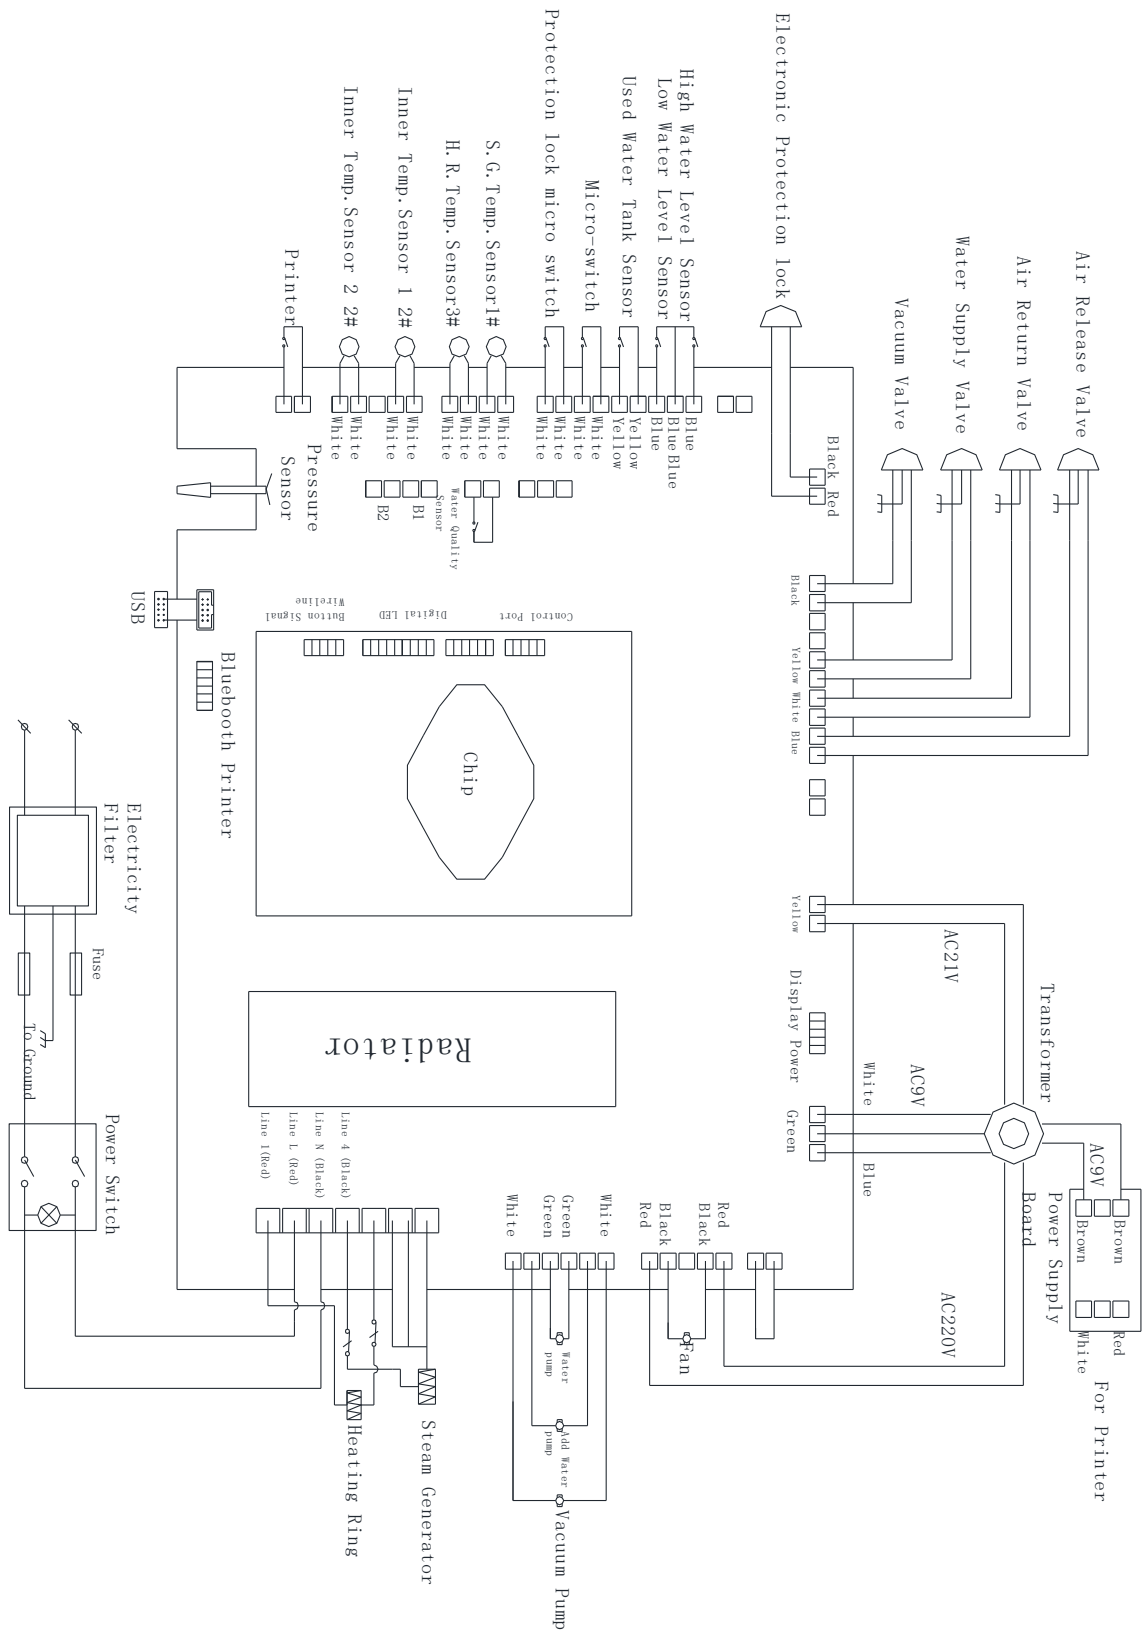 Printer
Inner Temp.Sensor 2 2#
Inner Temp.Sensor 1 2#
H.R.Temp.Sensor3#
S.G.Temp.Sensor1#
Protection lock micro switch
Micro-switch
Used Water Tank Sensor
Low Water Level Sensor
High Water Level Sensor
Electronic Protection lock
Vacuum Valve
Water Supply Valve
Air Return Valve
Air Release Valve
White
White
White
White
White
White
White
White
White
White
White
White
Yellow
Yellow
Blue
Blue
Blue
Blue
Black
Red
Pressure
Sensor
B2
B1
Water Quality
Sensor
USB
Bluebooth Printer
Button Signal
Wireline
Digital LED
Control Port
Chip
Black
Yellow
White
Blue
Yellow
AC21V
Display Power
Transformer
White
AC9V
Green
Blue
AC9V
Brown
Brown
Power Supply
Board
Red
White
For Printer
AC220V
Electricity
Filter
Fuse
To Ground
Power Switch
Radiator
Line 1(Red)
Line L (Red)
Line N (Black)
Line 4 (Black)
White
Green
Green
White
Red
Black
Black
Red
Fan
Water
pump
Add Water
pump
Vacuum Pump
Steam Generator
Heating Ring